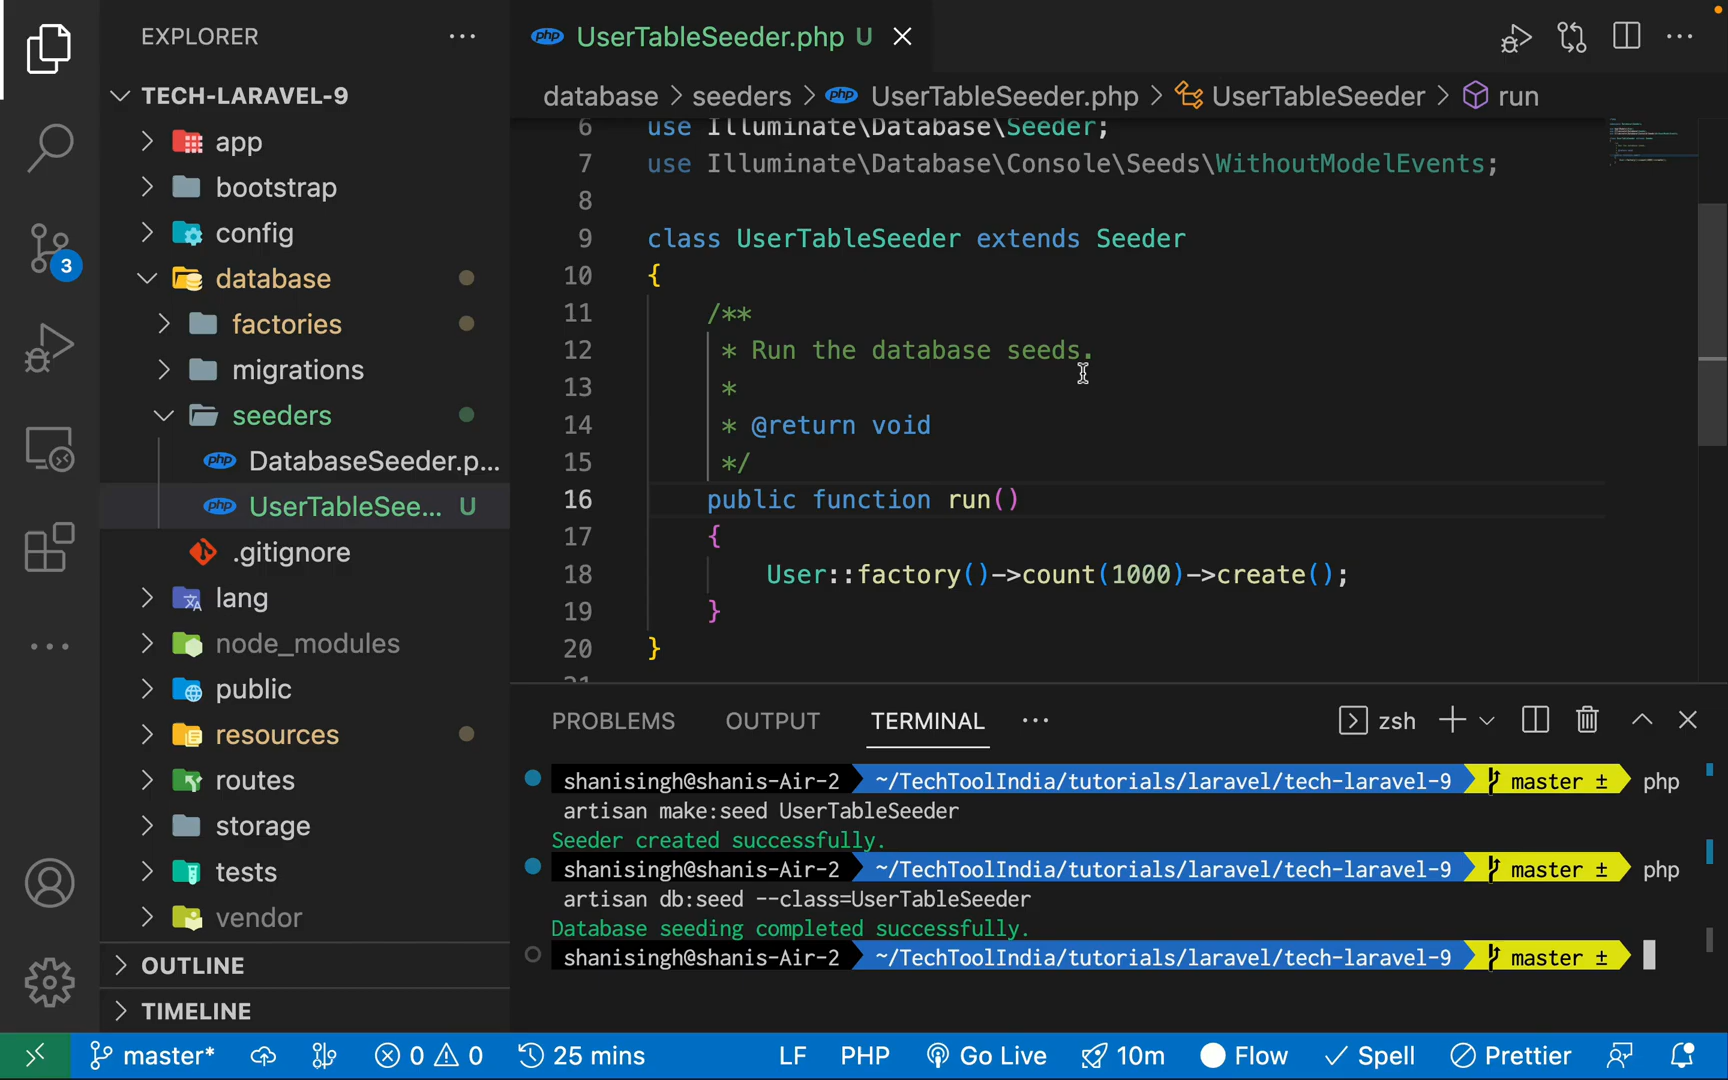 EXPLORER
TECH-LARAVEL-9
app
bootstrap
config
database
factories
migrations
seeders
DatabaseSeeder.p...
UserTableSee... U
.gitignore
lang
node_modules
public
resources
routes
storage
tests
vendor
OUTLINE
TIMELINE
3
php UserTableSeeder.php U
database > seeders > php UserTableSeeder.php > UserTableSeeder > run
6 use Illuminate\Database\Seeder;
7 use Illuminate\Database\Console\Seeds\WithoutModelEvents;
8
9 class UserTableSeeder extends Seeder
10 {
11 /**
12 * Run the database seeds.
13 *
14 * @return void
15 */
16 public function run()
17 {
18 User::factory()->count(1000)->create();
19 }
20 }
21
PROBLEMS OUTPUT TERMINAL ... zsh
shanisingh@shanis-Air-2 ~/TechToolIndia/tutorials/laravel/tech-laravel-9 master ± php
artisan make:seed UserTableSeeder
Seeder created successfully.
shanisingh@shanis-Air-2 ~/TechToolIndia/tutorials/laravel/tech-laravel-9 master ± php
artisan db:seed --class=UserTableSeeder
Database seeding completed successfully.
shanisingh@shanis-Air-2 ~/TechToolIndia/tutorials/laravel/tech-laravel-9 master ±
master* 0 0 25 mins LF PHP Go Live 10m Flow Spell Prettier